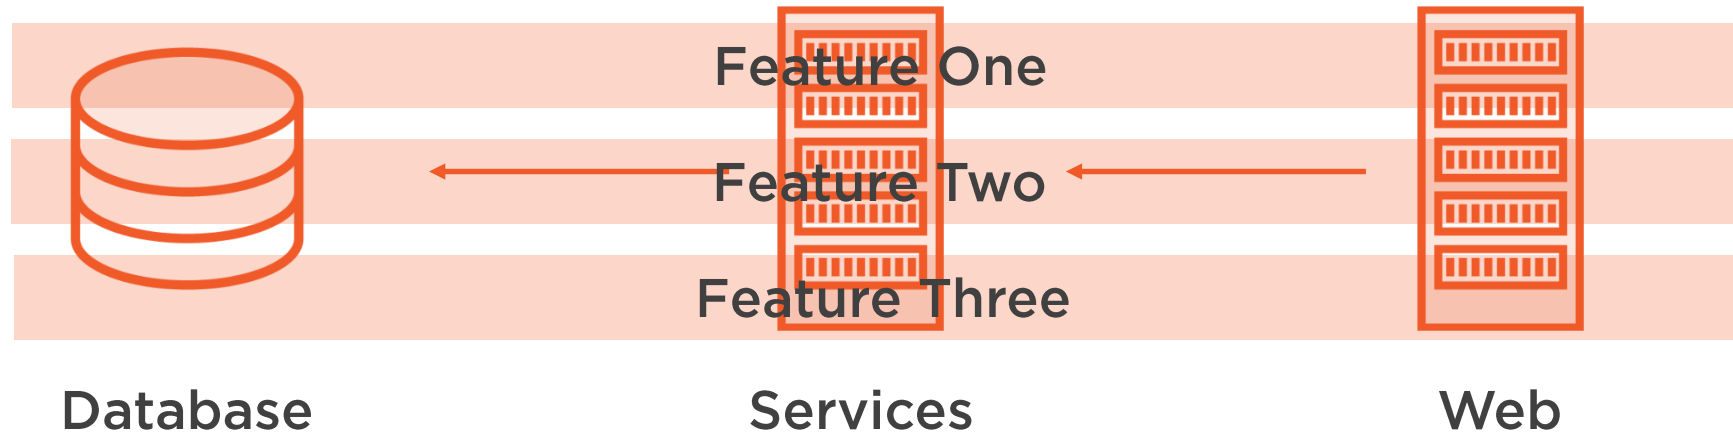 Feature One
Feature Two
Feature Three
Database
Services
Web